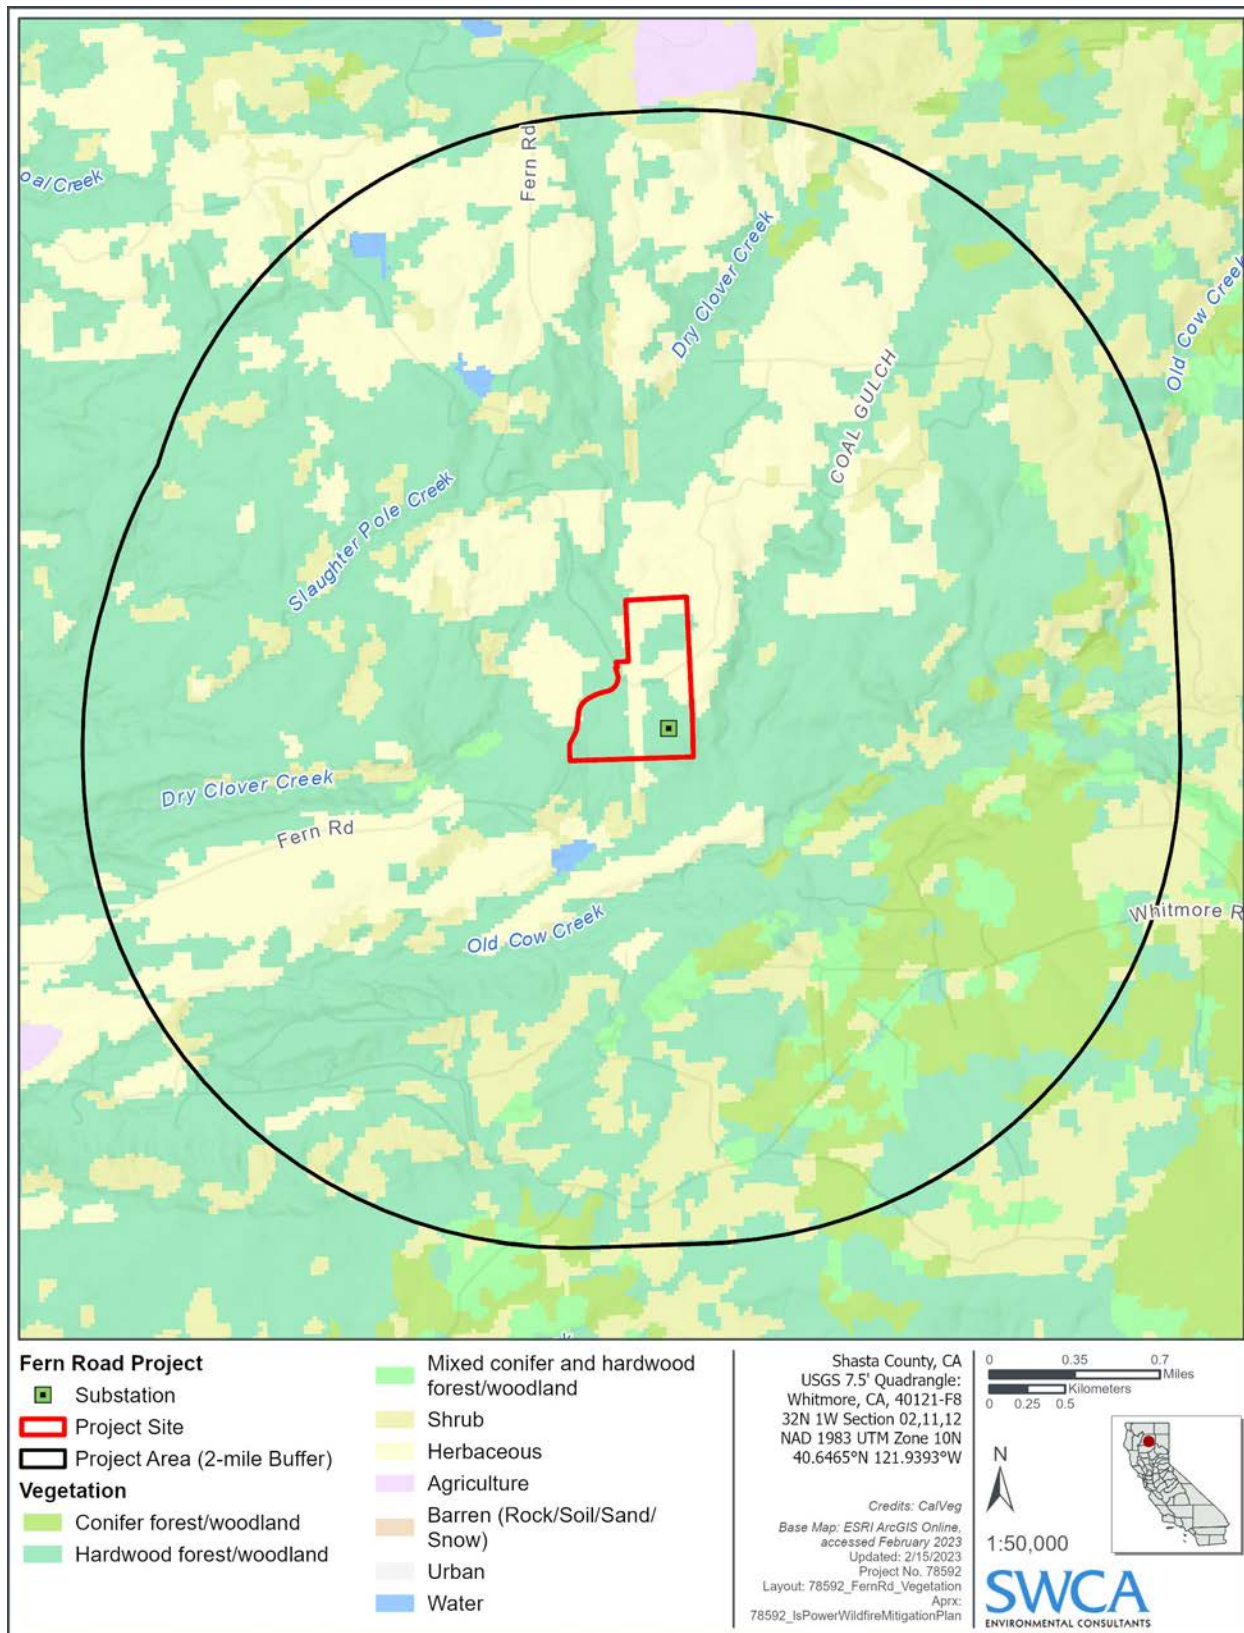 Fern Rd
oal Creek
Dry Clover Creek
Old Cow Creek
COAL GULCH
Slaughter Pole Creek
Dry Clover Creek
Fern Rd
Whitmore R
Old Cow Creek
Fern Road Project
Substation
Project Site
Project Area (2-mile Buffer)
Vegetation
Conifer forest/woodland
Hardwood forest/woodland
Mixed conifer and hardwood
forest/woodland
Shrub
Herbaceous
Agriculture
Barren (Rock/Soil/Sand/
Snow)
Urban
Water
Shasta County, CA
USGS 7.5' Quadrangle:
Whitmore, CA, 40121-F8
32N 1W Section 02,11,12
NAD 1983 UTM Zone 10N
40.6465°N 121.9393°W
Credits: CalVeg
Base Map: ESRI ArcGIS Online,
accessed February 2023
Updated: 2/15/2023
Project No. 78592
Layout: 78592_FernRd_Vegetation
Aprx:
78592_IsPowerWildfireMitigationPlan
0 0.35 0.7
Miles
Kilometers
0 0.25 0.5
N
1:50,000
SWCA
ENVIRONMENTAL CONSULTANTS